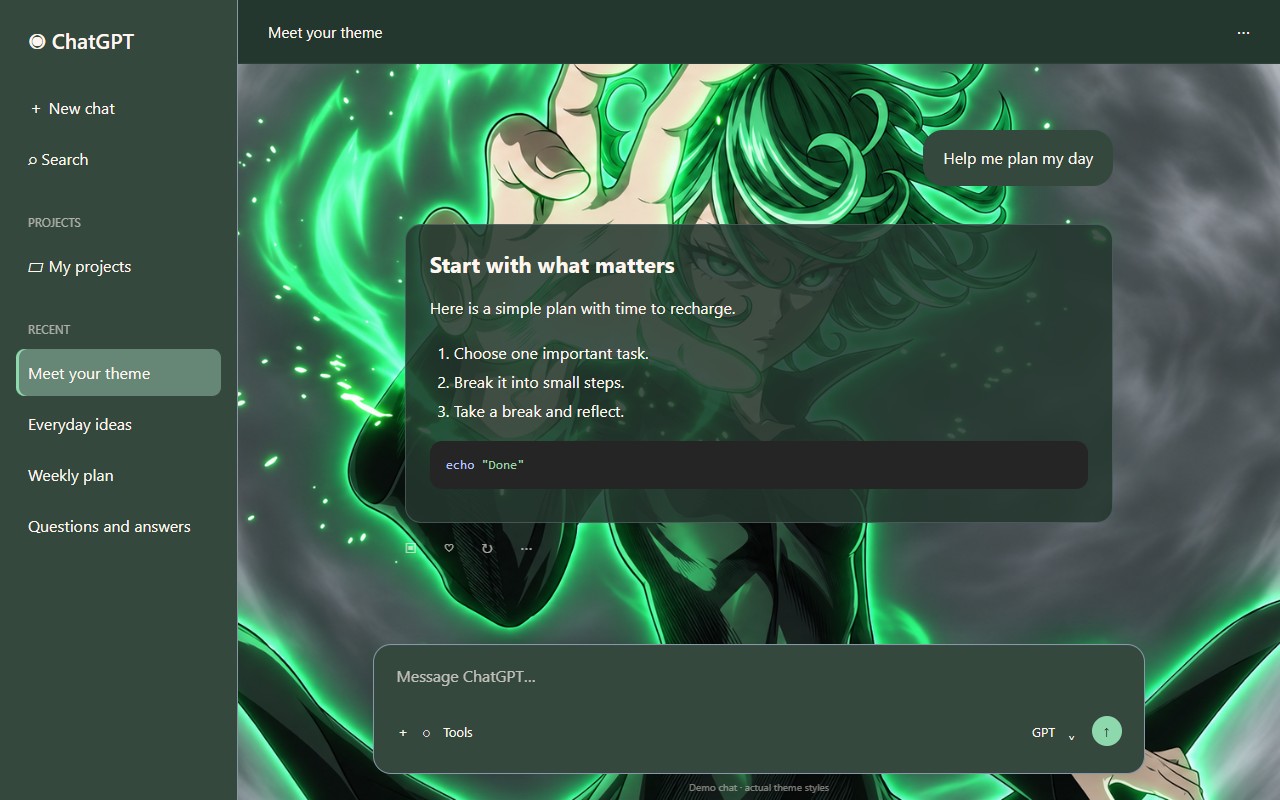 ChatGPT
+ New chat
Search
PROJECTS
My projects
RECENT
Meet your theme
Everyday ideas
Weekly plan
Questions and answers
Meet your theme
...
Help me plan my day
Start with what matters
Here is a simple plan with time to recharge.
1. Choose one important task.
2. Break it into small steps.
3. Take a break and reflect.
echo "Done"
Message ChatGPT...
+ Tools GPT
Demo chat · actual theme styles